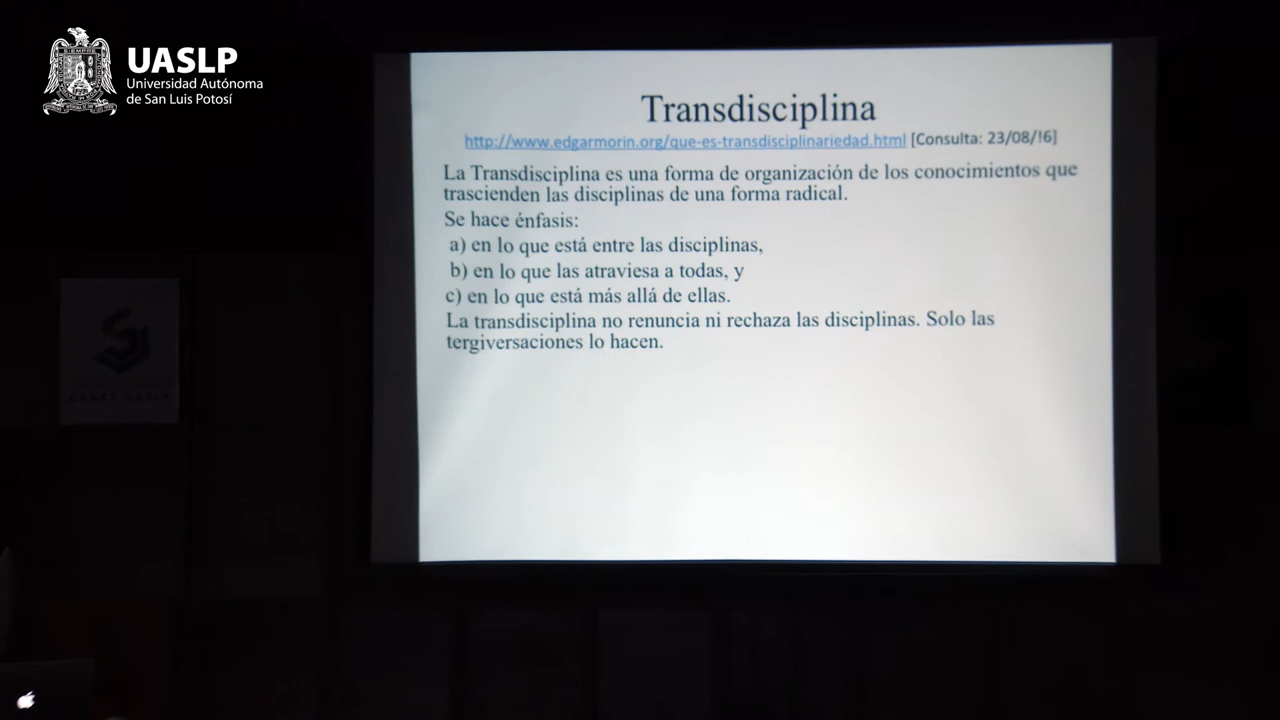 UASLP
Universidad Autónoma
de San Luis Potosí
SIEMPRE
Transdisciplina
http://www.edgarmorin.org/que-es-transdisciplinariedad.html [Consulta: 23/08/!6]
La Transdisciplina es una forma de organización de los conocimientos que
trascienden las disciplinas de una forma radical.
Se hace énfasis:
a) en lo que está entre las disciplinas,
b) en lo que las atraviesa a todas, y
c) en lo que está más allá de ellas.
La transdisciplina no renuncia ni rechaza las disciplinas. Solo las
tergiversaciones lo hacen.